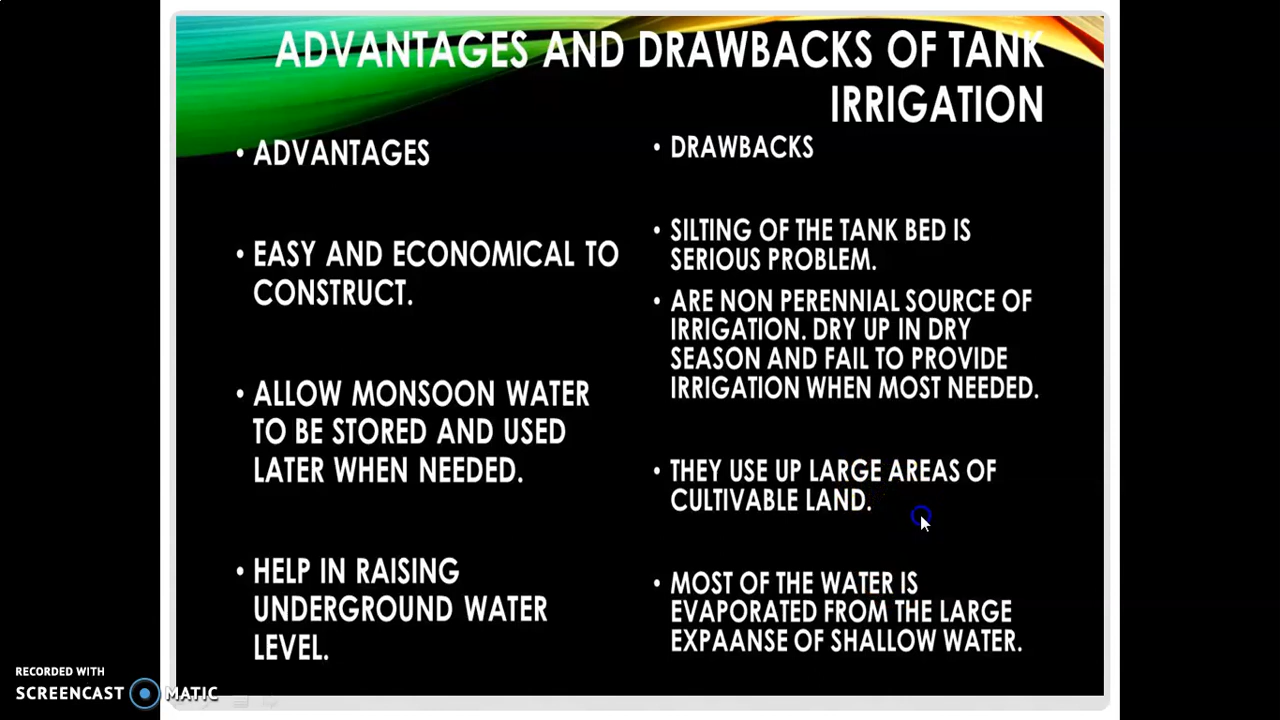 ADVANTAGES AND DRAWBACKS OF TANK
IRRIGATION
• ADVANTAGES
• EASY AND ECONOMICAL TO
CONSTRUCT.
• ALLOW MONSOON WATER
TO BE STORED AND USED
LATER WHEN NEEDED.
• HELP IN RAISING
UNDERGROUND WATER
LEVEL.
• DRAWBACKS
• SILTING OF THE TANK BED IS
SERIOUS PROBLEM.
• ARE NON PERENNIAL SOURCE OF
IRRIGATION. DRY UP IN DRY
SEASON AND FAIL TO PROVIDE
IRRIGATION WHEN MOST NEEDED.
• THEY USE UP LARGE AREAS OF
CULTIVABLE LAND.
• MOST OF THE WATER IS
EVAPORATED FROM THE LARGE
EXPAANSE OF SHALLOW WATER.
RECORDED WITH
SCREENCAST MATIC